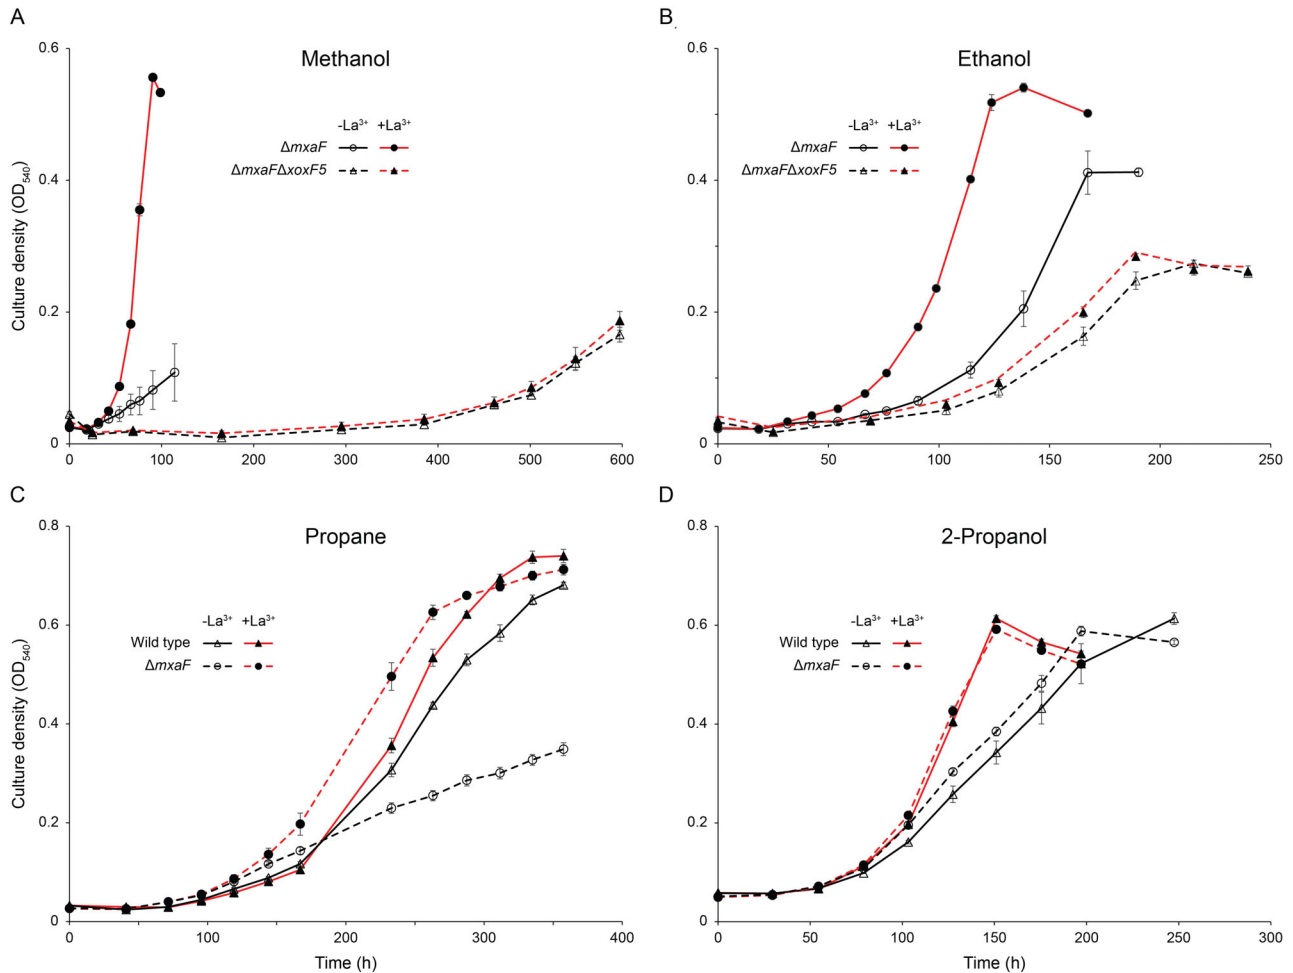 A
Methanol
-La³⁺ +La³⁺
ΔmxaF
ΔmxaFΔxoxF5
Culture density (OD₅₄₀)
0.6
0.4
0.2
0
0 100 200 300 400 500 600
B
Ethanol
-La³⁺ +La³⁺
ΔmxaF
ΔmxaFΔxoxF5
0.6
0.4
0.2
0
0 50 100 150 200 250
C
Propane
-La³⁺ +La³⁺
Wild type
ΔmxaF
Culture density (OD₅₄₀)
0.8
0.6
0.4
0.2
0
0 100 200 300 400
Time (h)
D
2-Propanol
-La³⁺ +La³⁺
Wild type
ΔmxaF
0.8
0.6
0.4
0.2
0
0 50 100 150 200 250 300
Time (h)